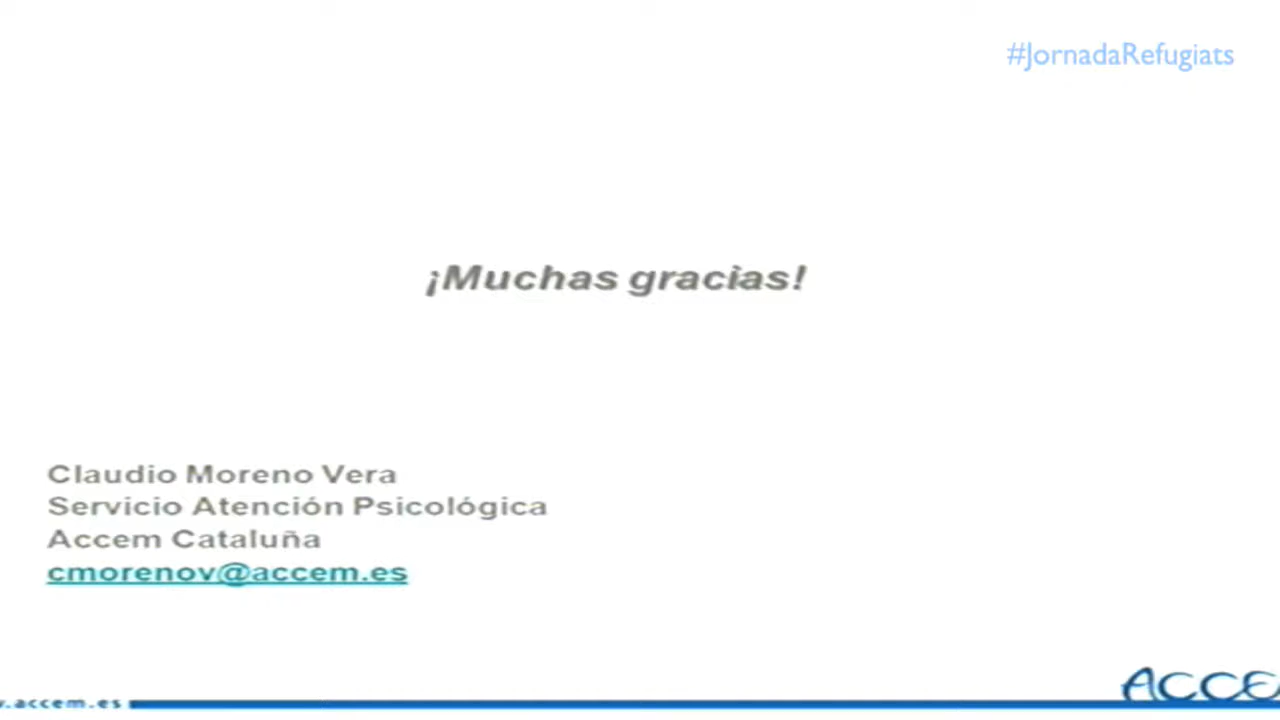 #JornadaRefugiats
¡Muchas gracias!
Claudio Moreno Vera
Servicio Atención Psicológica
Accem Cataluña
cmorenov@accem.es
.accem.es
ACCE